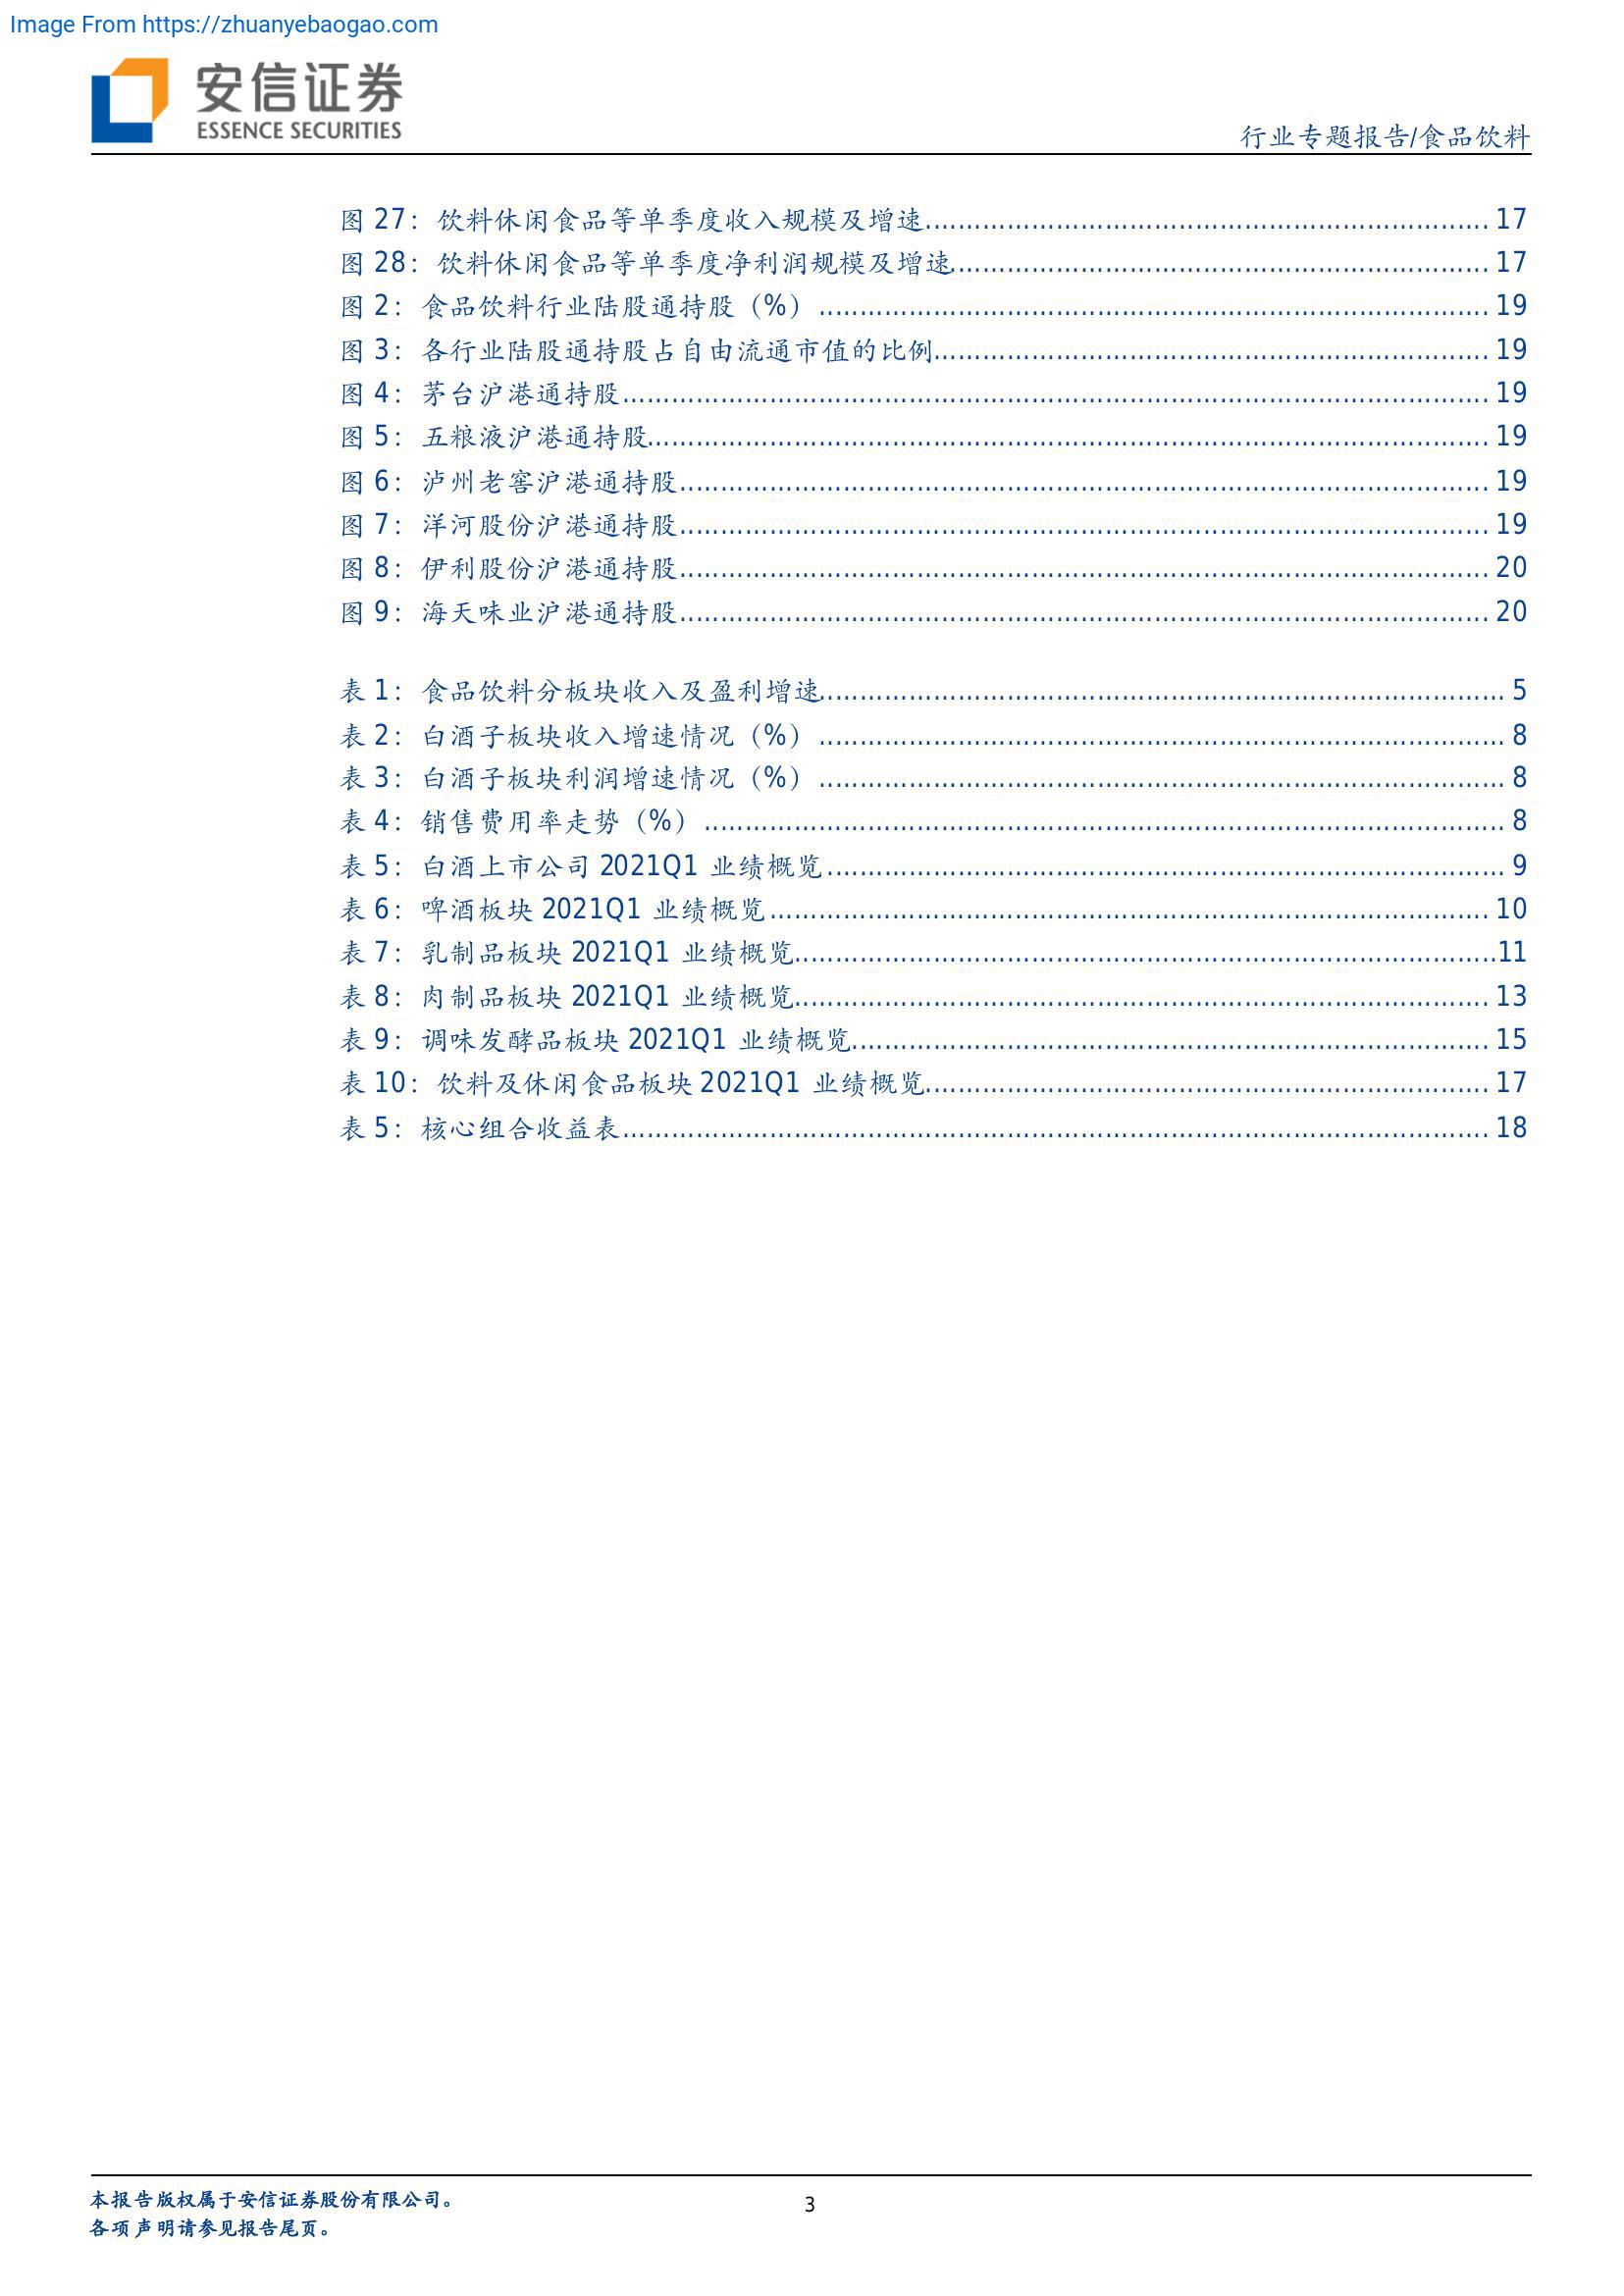 Image From https://zhuanyebaogao.com
安信证券
ESSENCE SECURITIES
行业专题报告/食品饮料
图 27：饮料休闲食品等单季度收入规模及增速 17
图 28：饮料休闲食品等单季度净利润规模及增速 17
图 2：食品饮料行业陆股通持股（%） 19
图 3：各行业陆股通持股占自由流通市值的比例 19
图 4：茅台沪港通持股 19
图 5：五粮液沪港通持股 19
图 6：泸州老窖沪港通持股 19
图 7：洋河股份沪港通持股 19
图 8：伊利股份沪港通持股 20
图 9：海天味业沪港通持股 20
表 1：食品饮料分板块收入及盈利增速 5
表 2：白酒子板块收入增速情况（%） 8
表 3：白酒子板块利润增速情况（%） 8
表 4：销售费用率走势（%） 8
表 5：白酒上市公司 2021Q1 业绩概览 9
表 6：啤酒板块 2021Q1 业绩概览 10
表 7：乳制品板块 2021Q1 业绩概览 11
表 8：肉制品板块 2021Q1 业绩概览 13
表 9：调味发酵品板块 2021Q1 业绩概览 15
表 10：饮料及休闲食品板块 2021Q1 业绩概览 17
表 5：核心组合收益表 18
本报告版权属于安信证券股份有限公司。
各项声明请参见报告尾页。
3